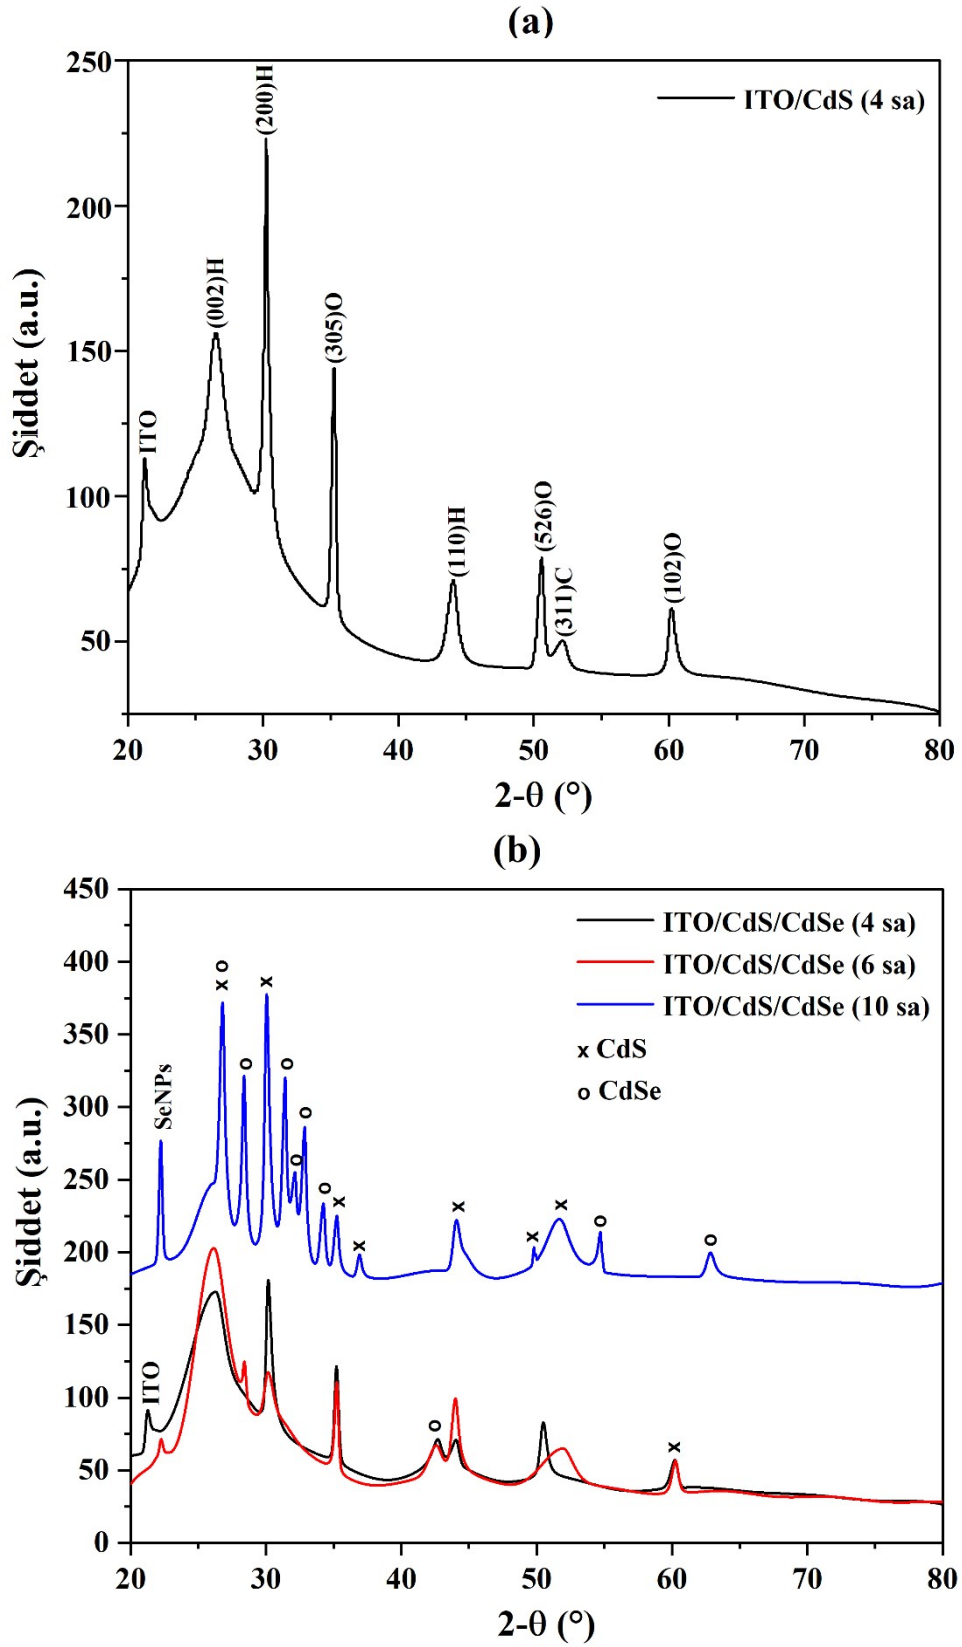 (a)
250
200
150
100
50
Şiddet (a.u.)
ITO/CdS (4 sa)
ITO
(002)H
(200)H
(305)O
(110)H
(526)O
(311)C
(102)O
20 30 40 50 60 70 80
2-θ (°)
(b)
450
400
350
300
250
200
150
100
50
0
Şiddet (a.u.)
ITO/CdS/CdSe (4 sa)
ITO/CdS/CdSe (6 sa)
ITO/CdS/CdSe (10 sa)
x CdS
o CdSe
SeNPs
x o
o
x
o
o
o
o
x
x
x
x
x
o
o
ITO
o
x
20 30 40 50 60 70 80
2-θ (°)